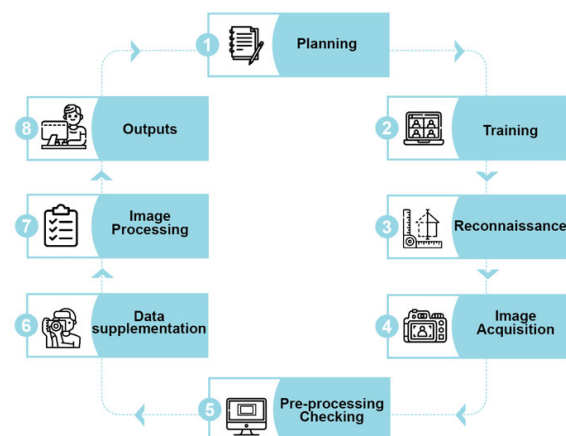 1
Planning
2
Training
3
Reconnaissance
4
Image
Acquisition
5
Pre-processing
Checking
6
Data
supplementation
7
Image
Processing
8
Outputs